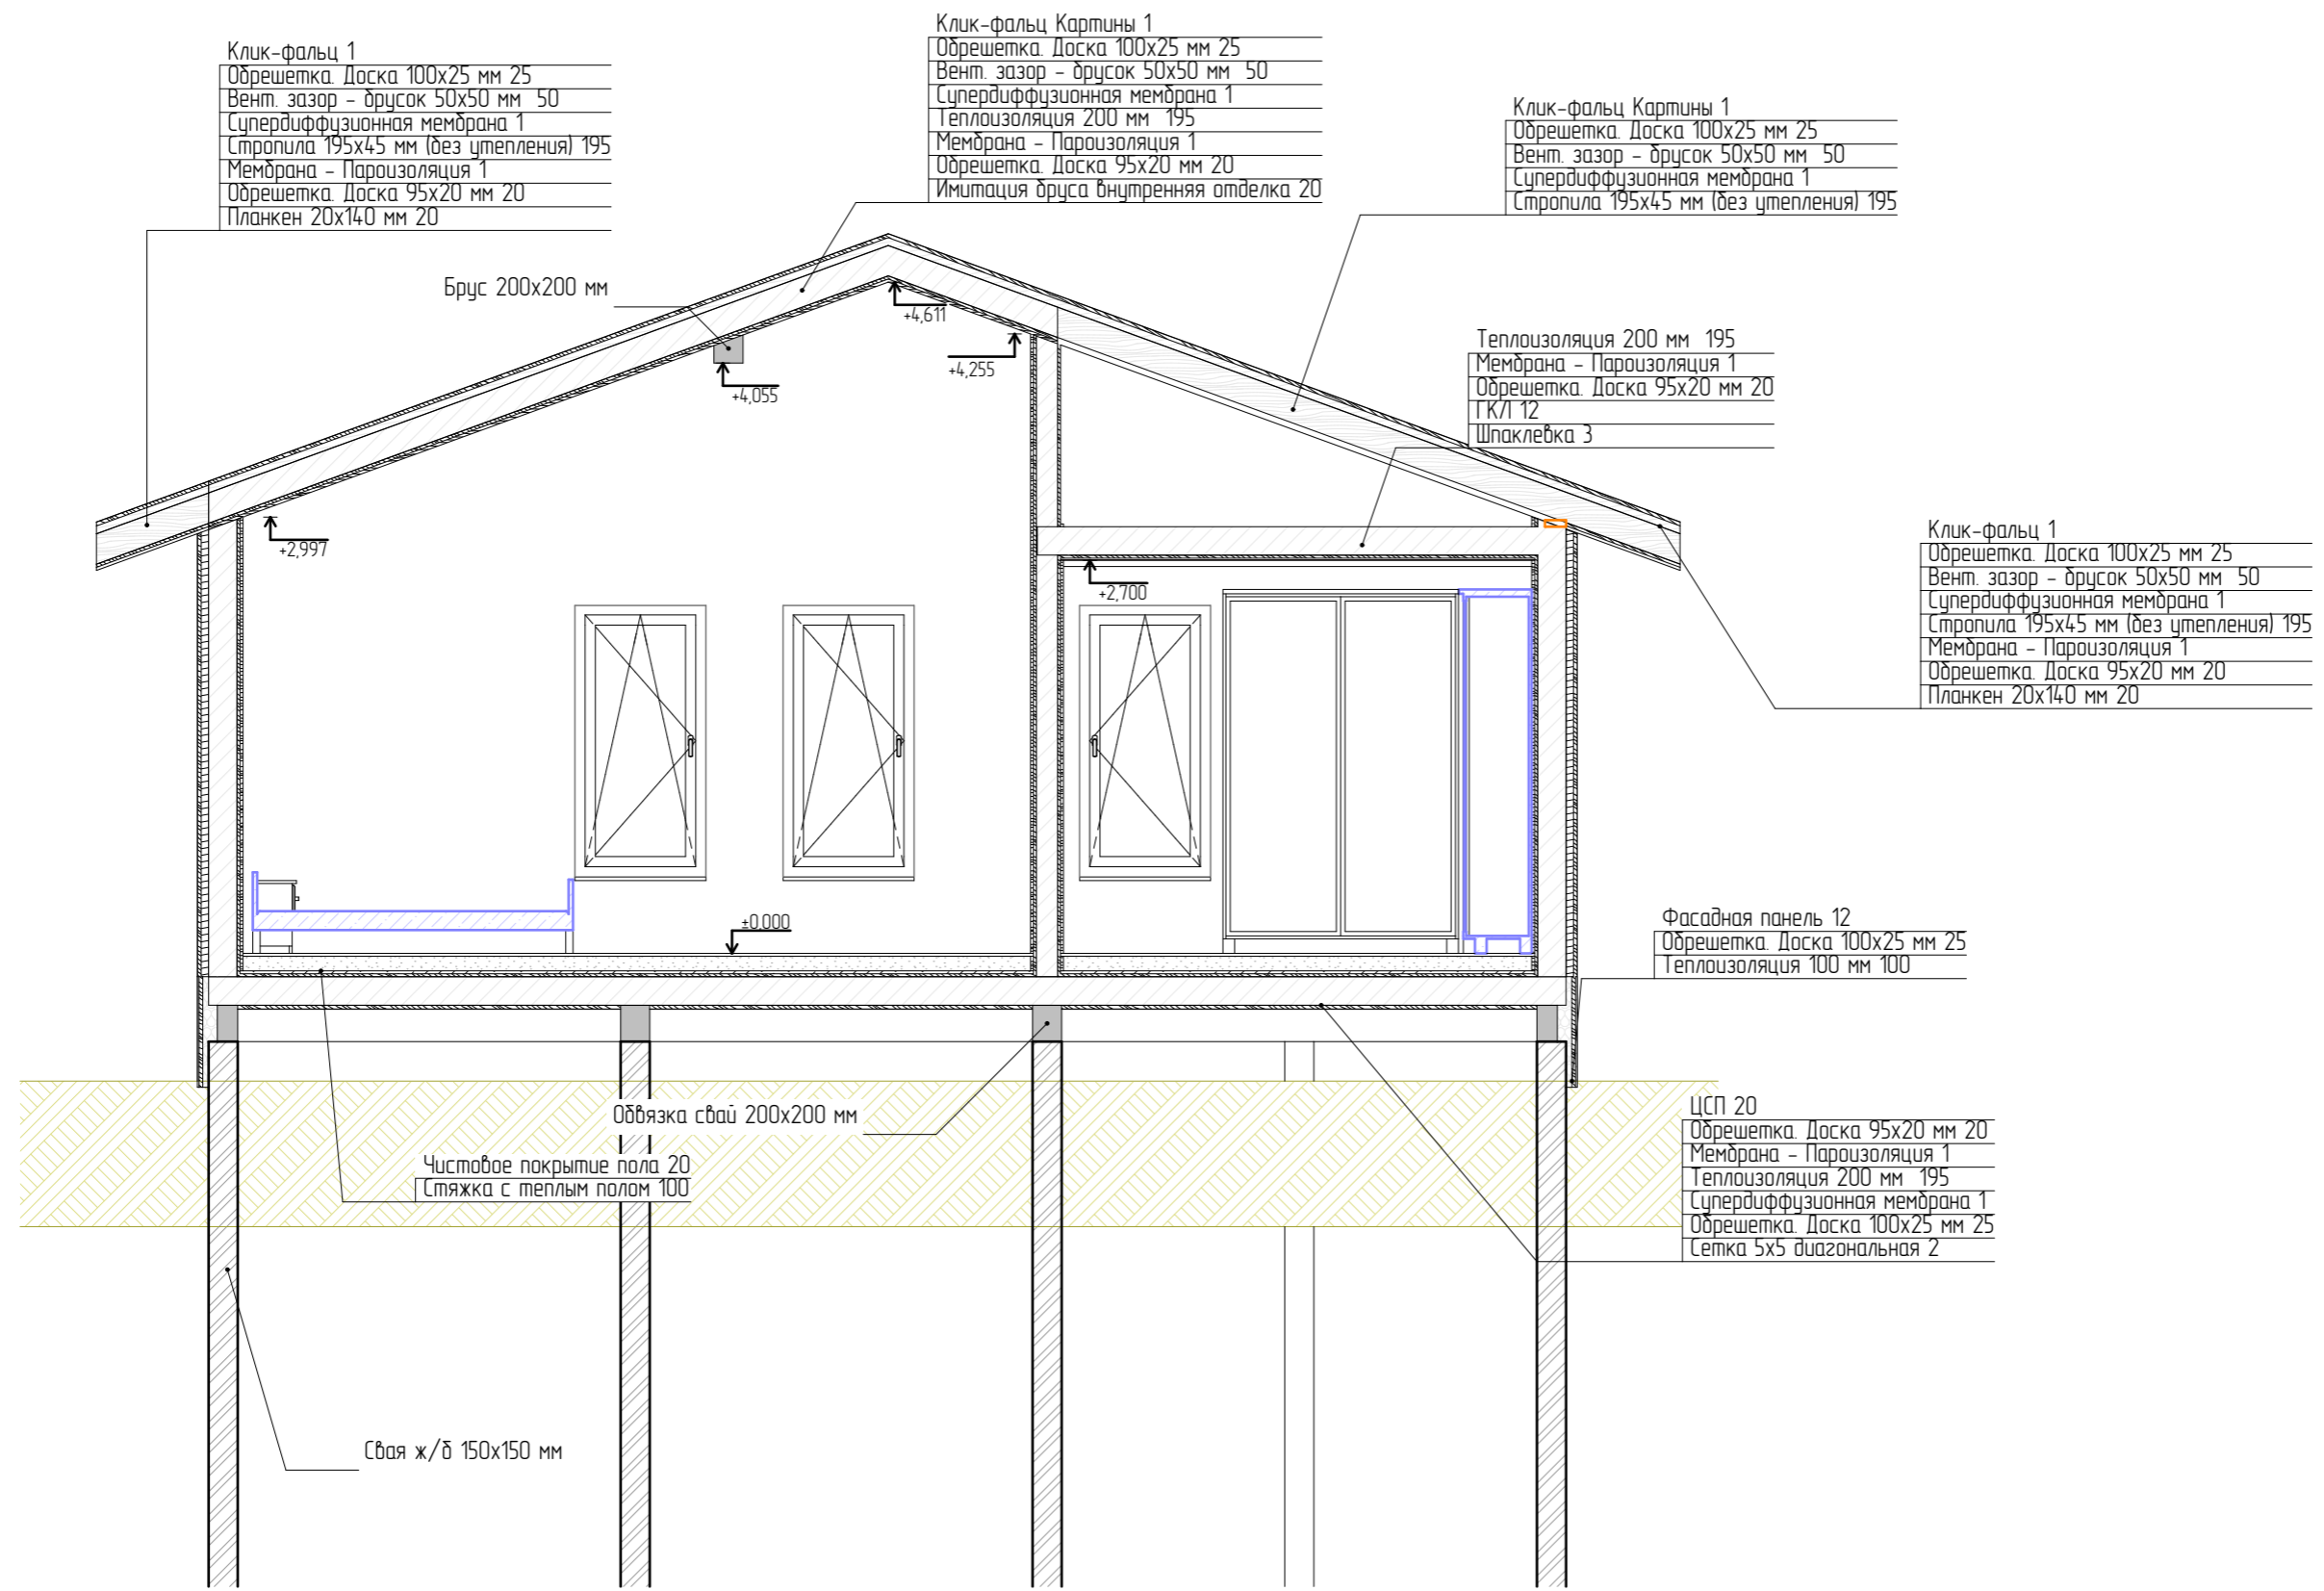 Клик-фальц 1
Обрешетка. Доска 100х25 мм 25
Вент. зазор - брусок 50х50 мм 50
Супердиффузионная мембрана 1
Стропила 195х45 мм (без утепления) 195
Мембрана - Пароизоляция 1
Обрешетка. Доска 95х20 мм 20
Планкен 20х140 мм 20
Клик-фальц Картины 1
Обрешетка. Доска 100х25 мм 25
Вент. зазор - брусок 50х50 мм 50
Супердиффузионная мембрана 1
Теплоизоляция 200 мм 195
Мембрана - Пароизоляция 1
Обрешетка. Доска 95х20 мм 20
Имитация бруса внутренняя отделка 20
Клик-фальц Картины 1
Обрешетка. Доска 100х25 мм 25
Вент. зазор - брусок 50х50 мм 50
Супердиффузионная мембрана 1
Стропила 195х45 мм (без утепления) 195
Брус 200х200 мм
+4,611
+4,255
+4,055
Теплоизоляция 200 мм 195
Мембрана - Пароизоляция 1
Обрешетка. Доска 95х20 мм 20
ГКЛ 12
Шпаклевка 3
+2,997
+2,700
Клик-фальц 1
Обрешетка. Доска 100х25 мм 25
Вент. зазор - брусок 50х50 мм 50
Супердиффузионная мембрана 1
Стропила 195х45 мм (без утепления) 195
Мембрана - Пароизоляция 1
Обрешетка. Доска 95х20 мм 20
Планкен 20х140 мм 20
±0,000
Фасадная панель 12
Обрешетка. Доска 100х25 мм 25
Теплоизоляция 100 мм 100
Обвязка свай 200х200 мм
Чистовое покрытие пола 20
Стяжка с теплым полом 100
ЦСП 20
Обрешетка. Доска 95х20 мм 20
Мембрана - Пароизоляция 1
Теплоизоляция 200 мм 195
Супердиффузионная мембрана 1
Обрешетка. Доска 100х25 мм 25
Сетка 5х5 диагональная 2
Свая ж/б 150х150 мм